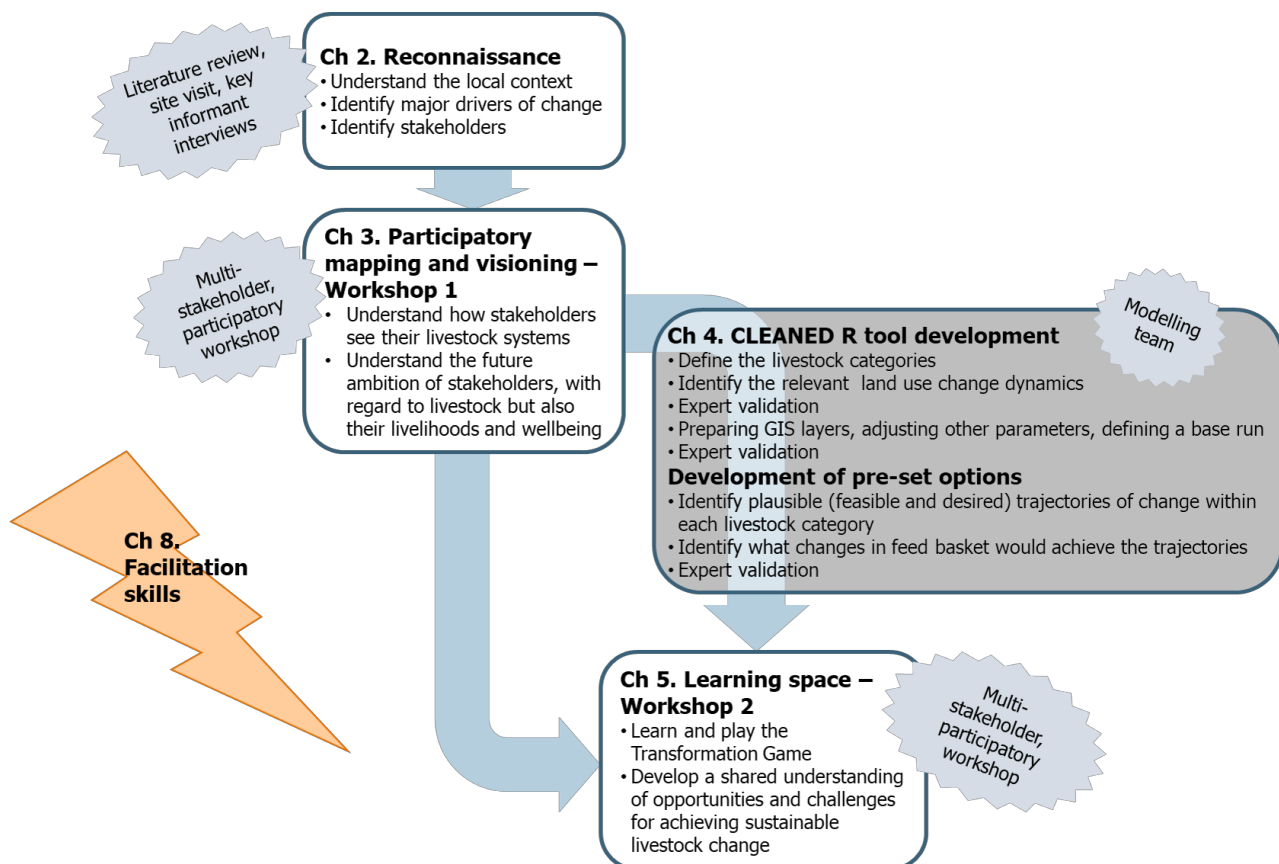 Literature review,
site visit, key
informant
interviews
Ch 2. Reconnaissance
• Understand the local context
• Identify major drivers of change
• Identify stakeholders
Multi-
stakeholder,
participatory
workshop
Ch 3. Participatory
mapping and visioning –
Workshop 1
• Understand how stakeholders
see their livestock systems
• Understand the future
ambition of stakeholders, with
regard to livestock but also
their livelihoods and wellbeing
Modelling
team
Ch 4. CLEANED R tool development
• Define the livestock categories
• Identify the relevant land use change dynamics
• Expert validation
• Preparing GIS layers, adjusting other parameters, defining a base run
• Expert validation
Development of pre-set options
• Identify plausible (feasible and desired) trajectories of change within
each livestock category
• Identify what changes in feed basket would achieve the trajectories
• Expert validation
Ch 8.
Facilitation
skills
Ch 5. Learning space –
Workshop 2
• Learn and play the
Transformation Game
• Develop a shared understanding
of opportunities and challenges
for achieving sustainable
livestock change
Multi-
stakeholder,
participatory
workshop